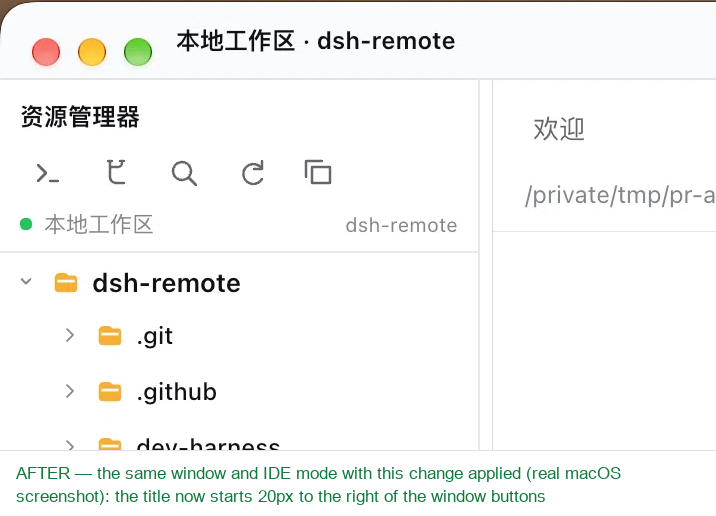 本地工作区 · dsh-remote
资源管理器
欢迎
/private/tmp/pr-a
本地工作区 dsh-remote
dsh-remote
.git
.github
dev-harness
AFTER — the same window and IDE mode with this change applied (real macOS
screenshot): the title now starts 20px to the right of the window buttons